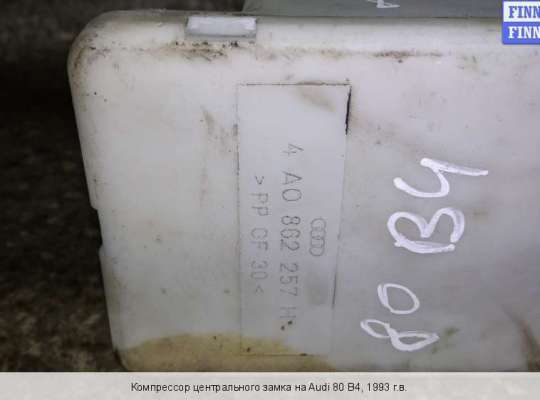 FINN
FINN
4 A0 862 257 H
>PP GF 30<
80 B4
Компрессор центрального замка на Audi 80 B4, 1993 г.в.